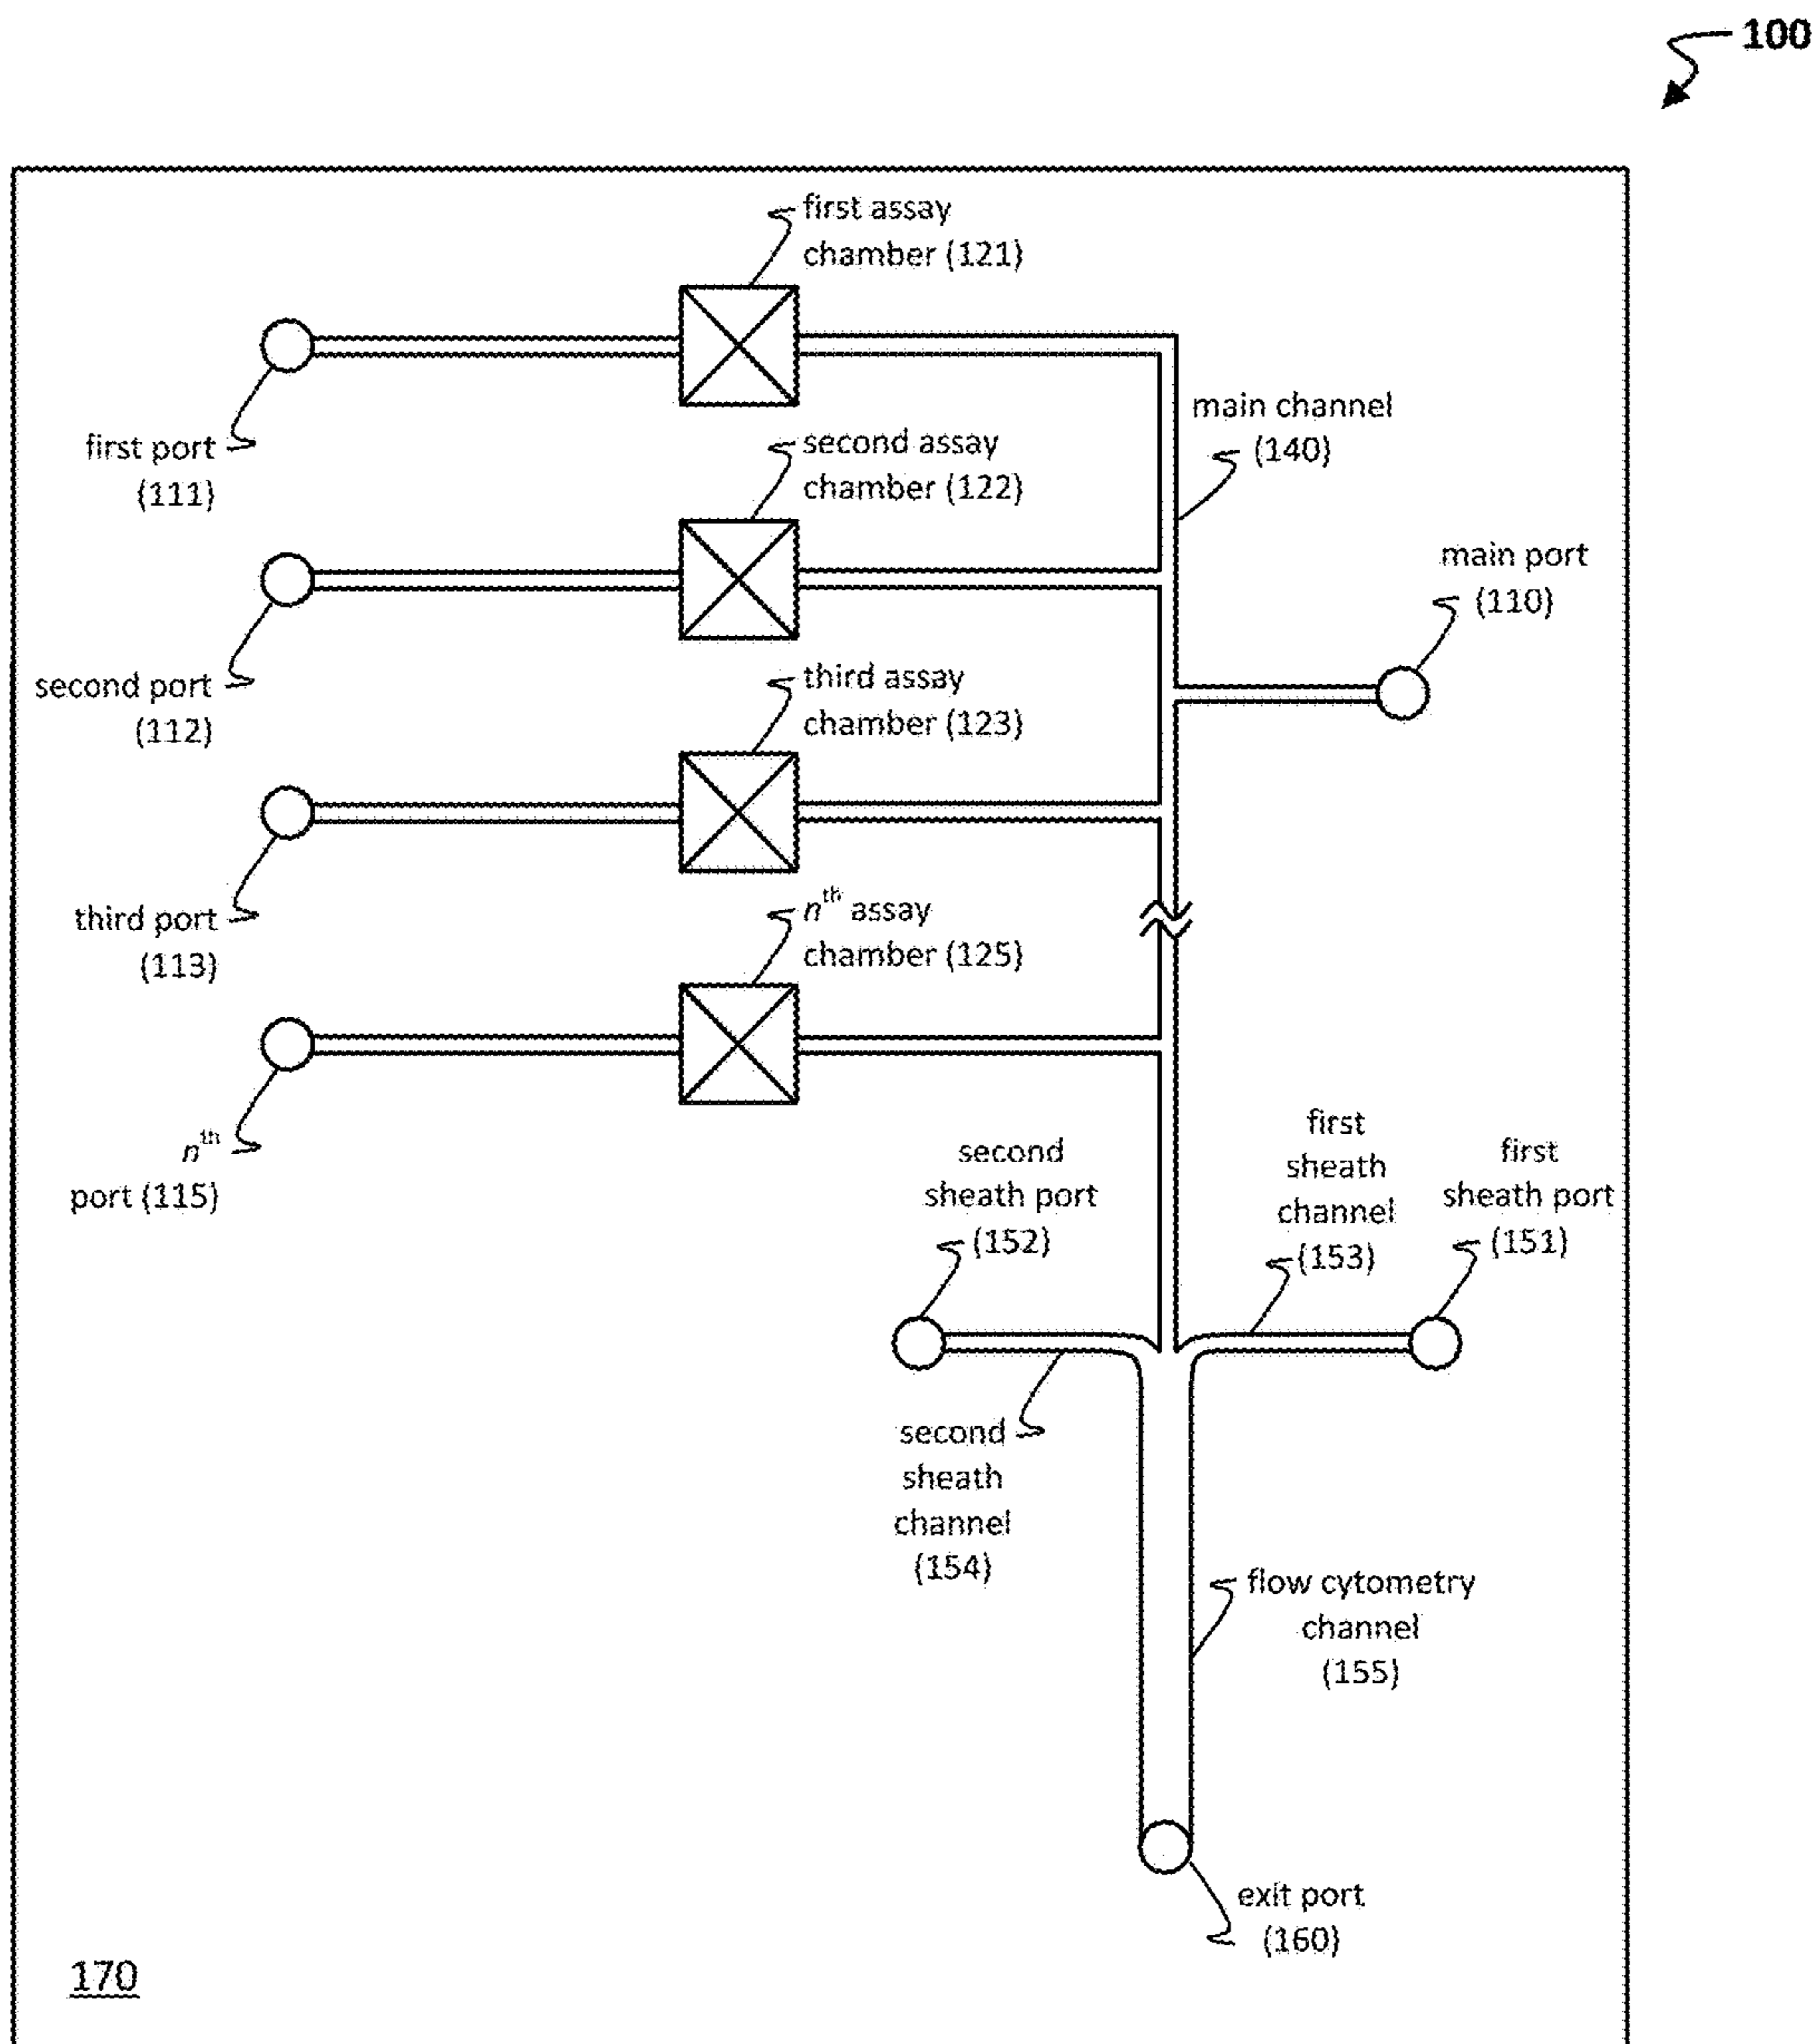 100
first assay
chamber (121)
first port
(111)
main channel
(140)
second assay
chamber (122)
main port
(110)
second port
(112)
third assay
chamber (123)
third port
(113)
nth assay
chamber (125)
nth
port (115)
second
sheath port
(152)
first
sheath
channel
(153)
first
sheath port
(151)
second
sheath
channel
(154)
flow cytometry
channel
(155)
exit port
(160)
170